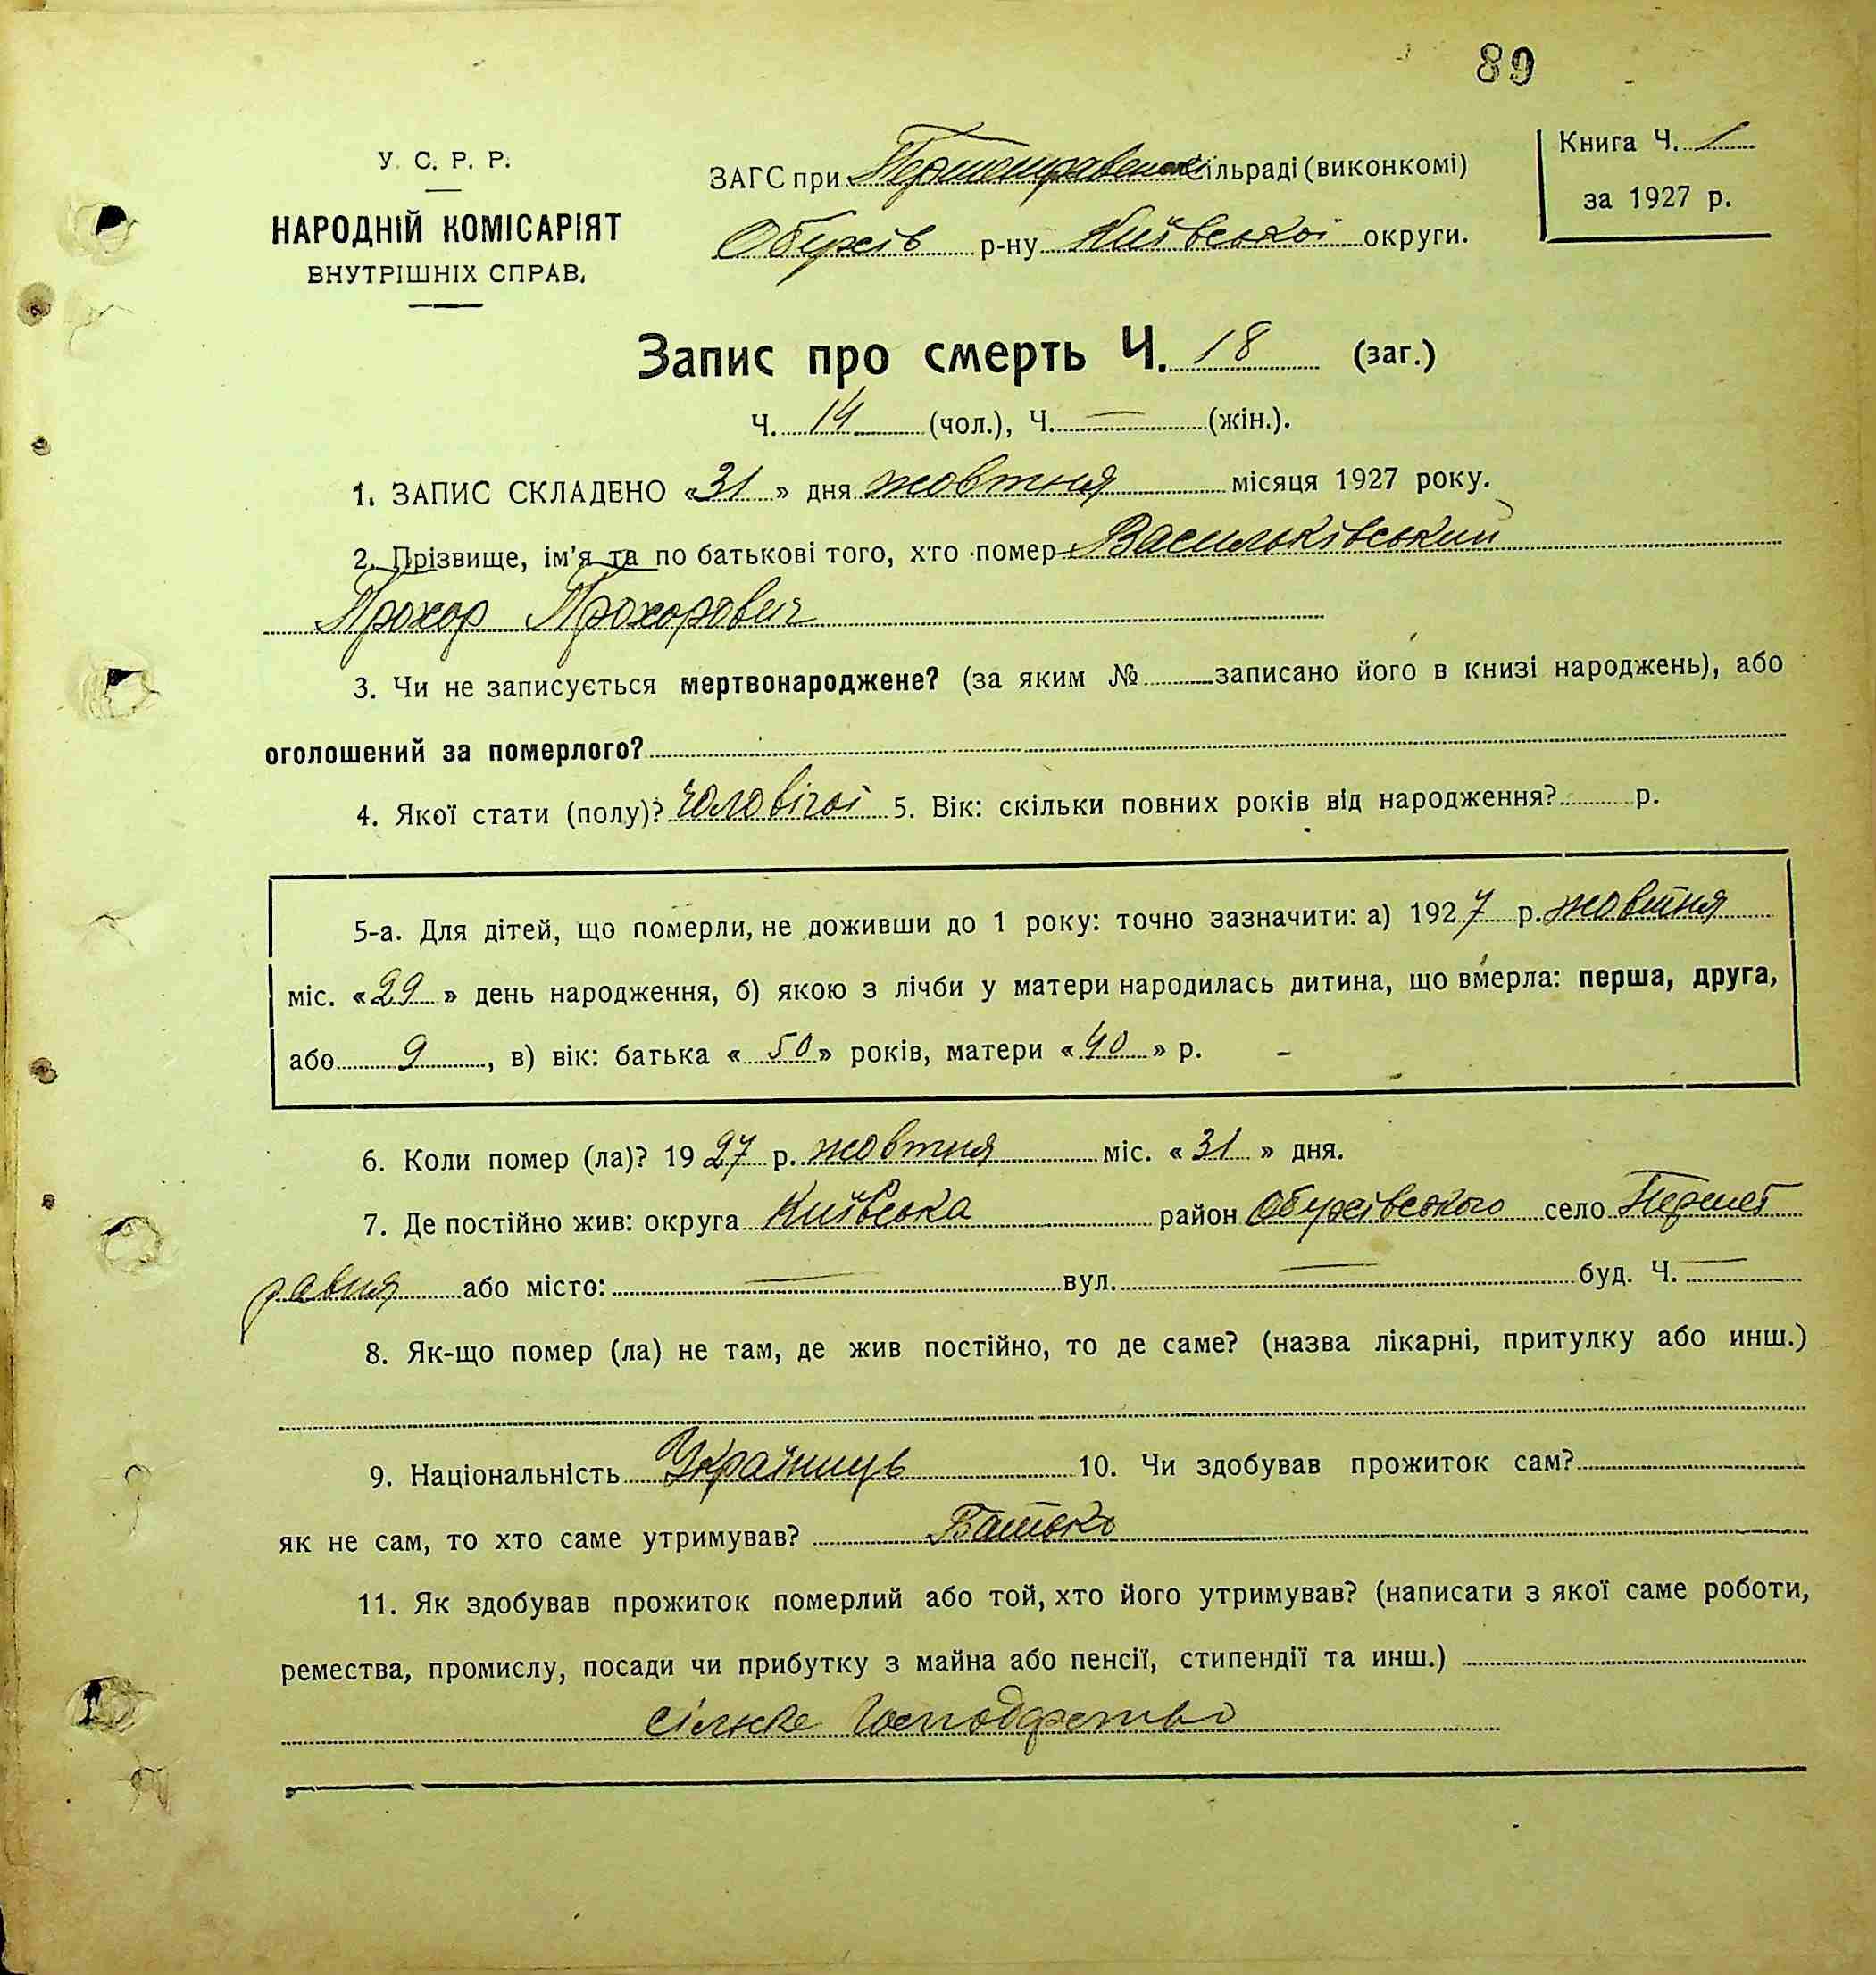 89
У. С. Р. Р.
НАРОДНІЙ КОМІСАРІЯТ
ВНУТРІШНІХ СПРАВ.
ЗАГС при Перегонівській сільраді (виконкомі)
Обухів р-ну Київської округи.
Книга Ч. 1
за 1927 р.
Запис про смерть Ч. 18 (заг.)
Ч. 14 (чол.), Ч. — (жін.).
1. ЗАПИС СКЛАДЕНО «31» дня жовтня місяця 1927 року.
2. Прізвище, ім'я та по батькові того, хто помер Васильківський
Прохор Прохорович
3. Чи не записується мертвонароджене? (за яким № записано його в книзі народжень), або
оголошений за померлого?
4. Якої стати (полу)? Чоловічої 5. Вік: скільки повних років від народження? р.
5-а. Для дітей, що померли, не доживши до 1 року: точно зазначити: а) 1927 р. жовтня
міс. «29» день народження, б) якою з лічби у матери народилась дитина, що вмерла: перша, друга,
або 9, в) вік: батька «50» років, матери «40» р.
6. Коли помер (ла)? 1927 р. жовтня міс. «31» дня.
7. Де постійно жив: округа Київська район Обухівського село
або місто: — вул. — буд. Ч. —
8. Як-що помер (ла) не там, де жив постійно, то де саме? (назва лікарні, притулку або инш.)
9. Національність Українець 10. Чи здобував прожиток сам?
як не сам, то хто саме утримував? Батько
11. Як здобував прожиток померлий або той, хто його утримував? (написати з якої саме роботи,
ремества, промислу, посади чи прибутку з майна або пенсії, стипендії та инш.)
сільське господарство